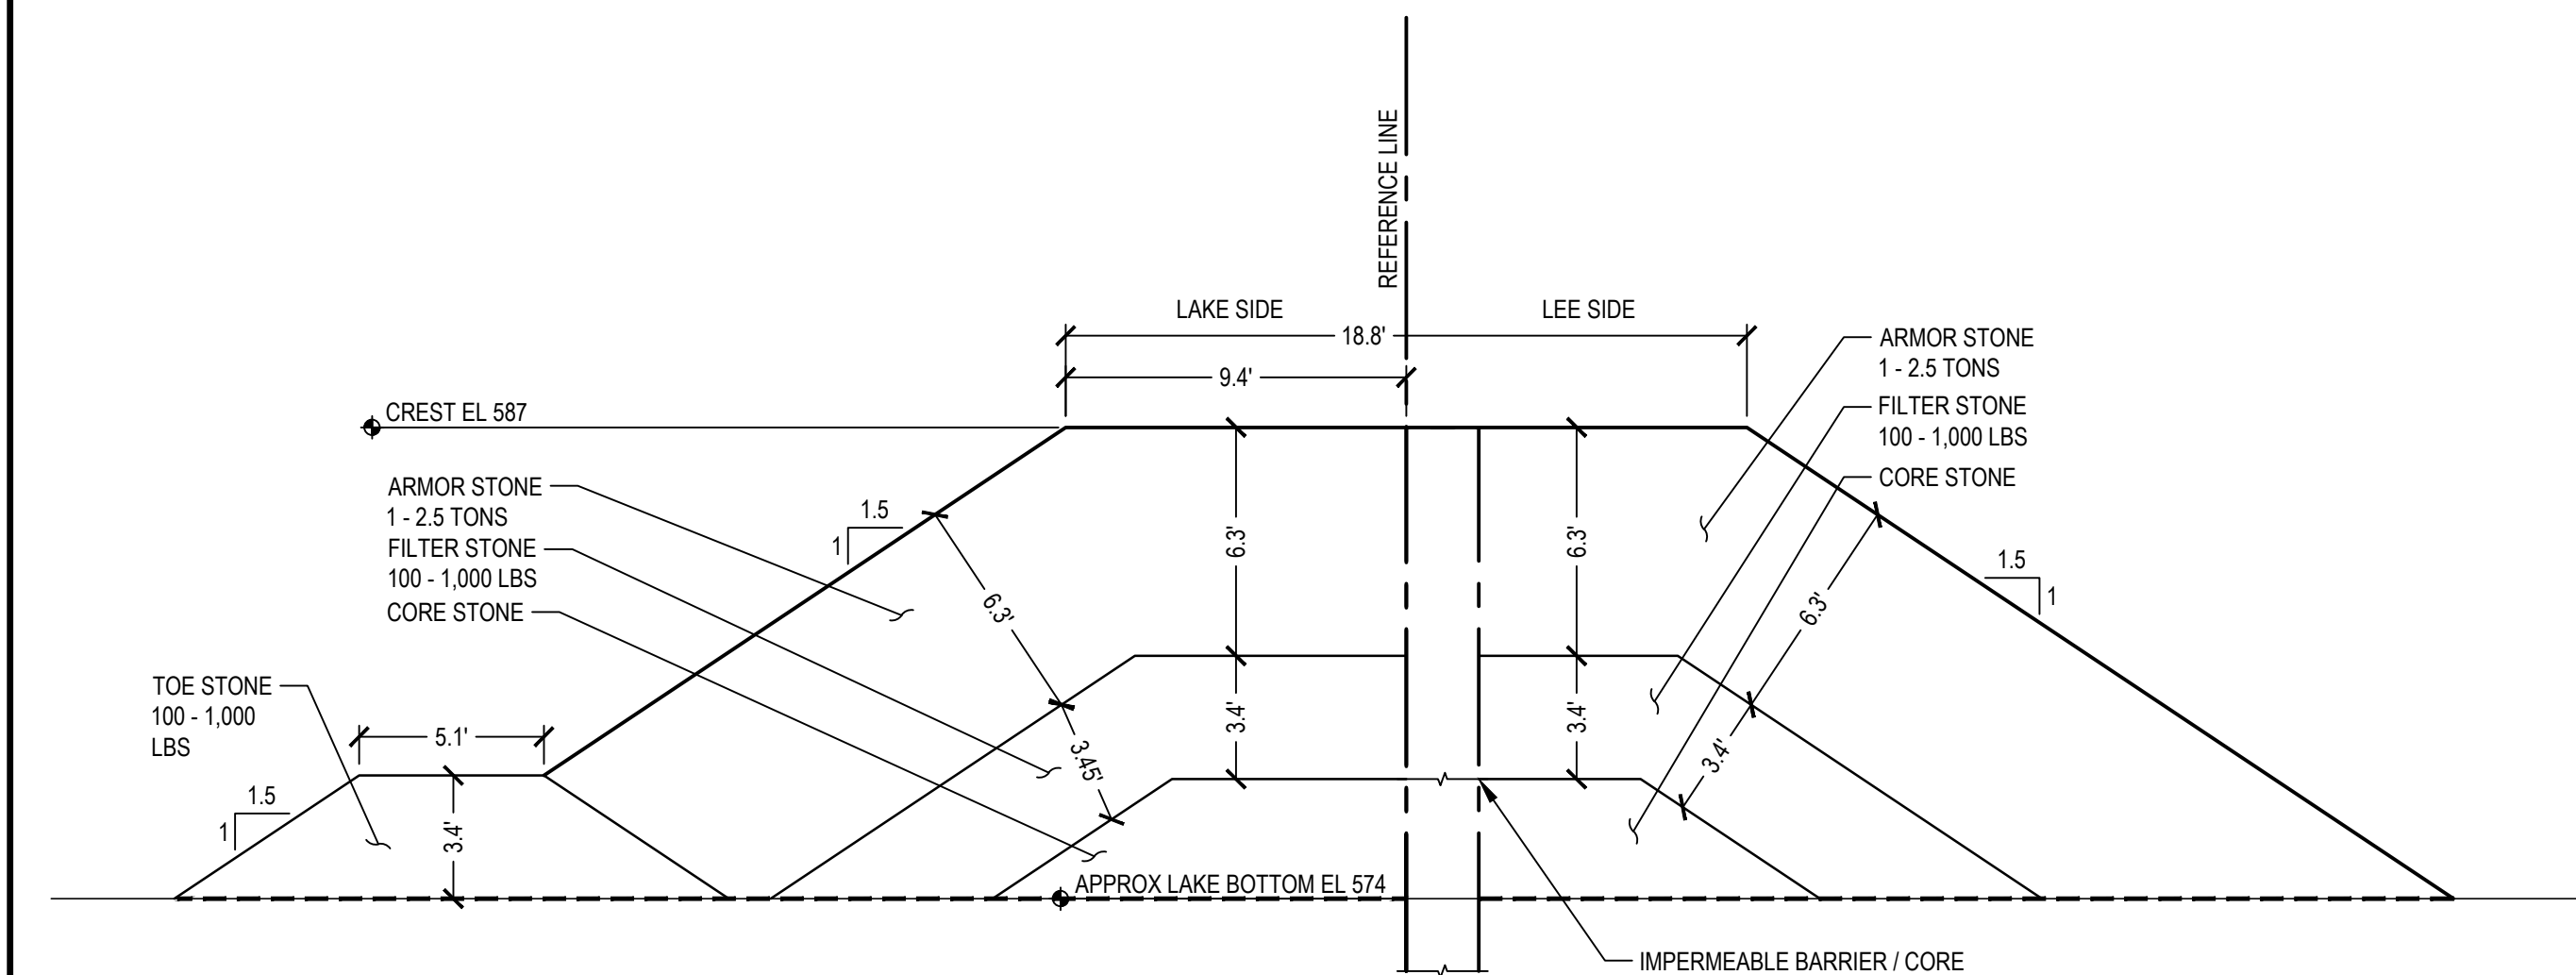 REFERENCE LINE
LAKE SIDE
LEE SIDE
18.8'
9.4'
CREST EL 587
ARMOR STONE
1 - 2.5 TONS
FILTER STONE
100 - 1,000 LBS
CORE STONE
ARMOR STONE
1 - 2.5 TONS
FILTER STONE
100 - 1,000 LBS
CORE STONE
1.5
1
6.3'
6.3'
6.3'
6.3'
1.5
1
TOE STONE
100 - 1,000
LBS
5.1'
3.45'
3.4'
3.4'
3.4'
1.5
1
3.4'
APPROX LAKE BOTTOM EL 574
IMPERMEABLE BARRIER / CORE